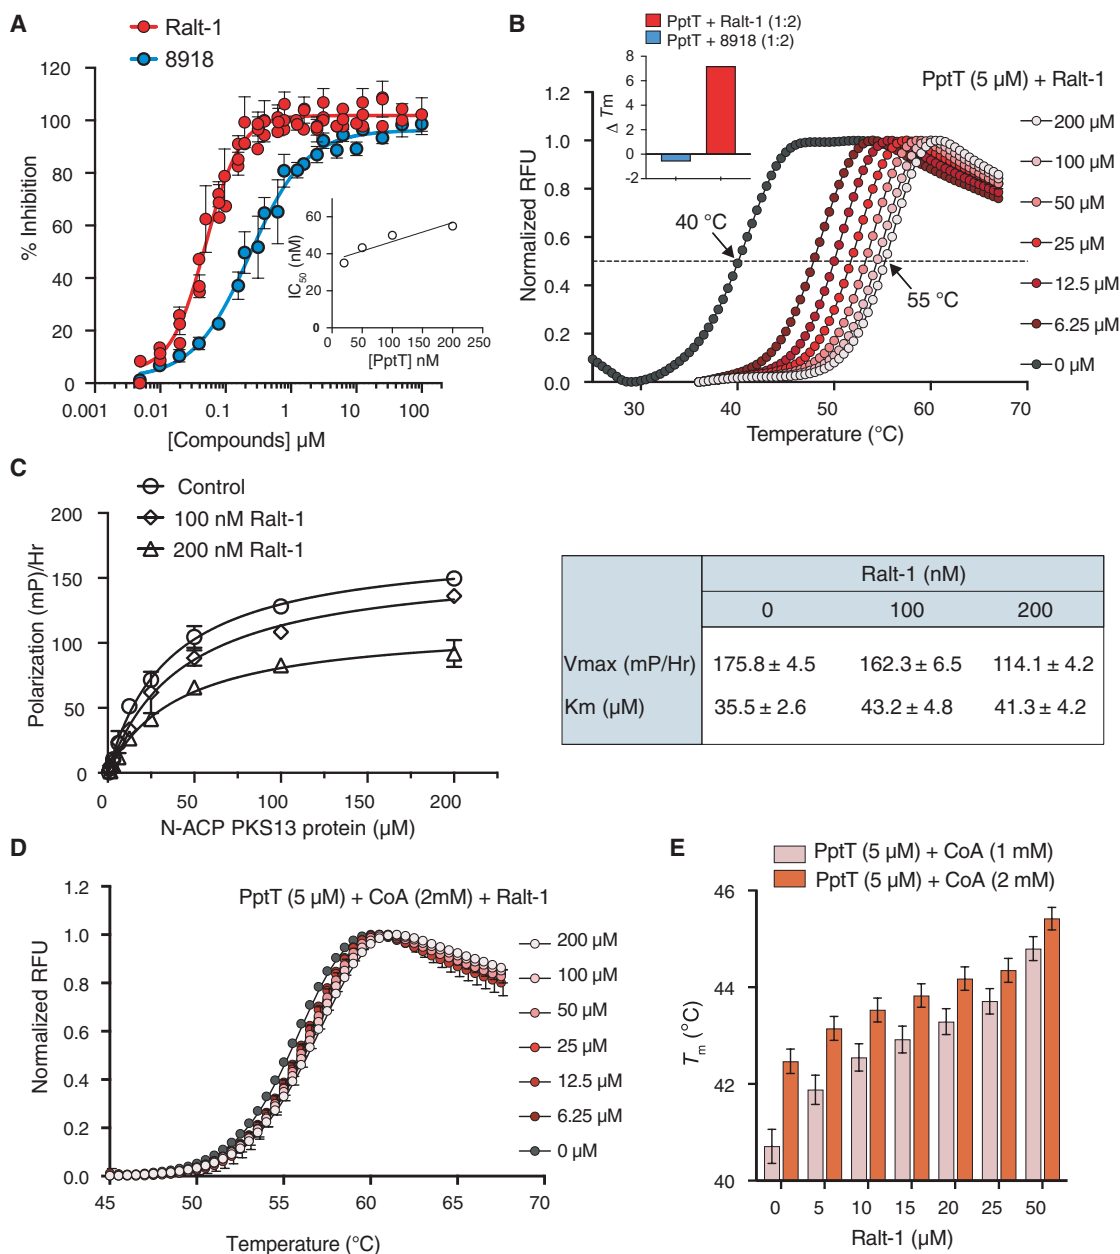 A
Ralt-1
8918
% Inhibition
120
100
80
60
40
20
0
0.001
0.01
0.1
1
10
100
[Compounds] µM
IC50 (nM)
60
40
20
0
0
50
100
150
200
250
[PptT] nM
B
PptT + Ralt-1 (1:2)
PptT + 8918 (1:2)
Δ Tm
8
6
4
2
0
-2
PptT (5 µM) + Ralt-1
Normalized RFU
1.2
1.0
0.8
0.6
0.4
0.2
0.0
40 °C
55 °C
200 µM
100 µM
50 µM
25 µM
12.5 µM
6.25 µM
0 µM
30
40
50
60
70
Temperature (°C)
C
Control
100 nM Ralt-1
200 nM Ralt-1
Polarization (mP)/Hr
200
150
100
50
0
0
50
100
150
200
N-ACP PKS13 protein (µM)
Ralt-1 (nM)
0 100 200
Vmax (mP/Hr) 175.8 ± 4.5 162.3 ± 6.5 114.1 ± 4.2
Km (µM) 35.5 ± 2.6 43.2 ± 4.8 41.3 ± 4.2
D
PptT (5 µM) + CoA (2mM) + Ralt-1
Normalized RFU
1.2
1.0
0.8
0.6
0.4
0.2
0.0
200 µM
100 µM
50 µM
25 µM
12.5 µM
6.25 µM
0 µM
45
50
55
60
65
70
Temperature (°C)
E
PptT (5 µM) + CoA (1 mM)
PptT (5 µM) + CoA (2 mM)
Tm (°C)
46
44
42
40
0
5
10
15
20
25
50
Ralt-1 (µM)